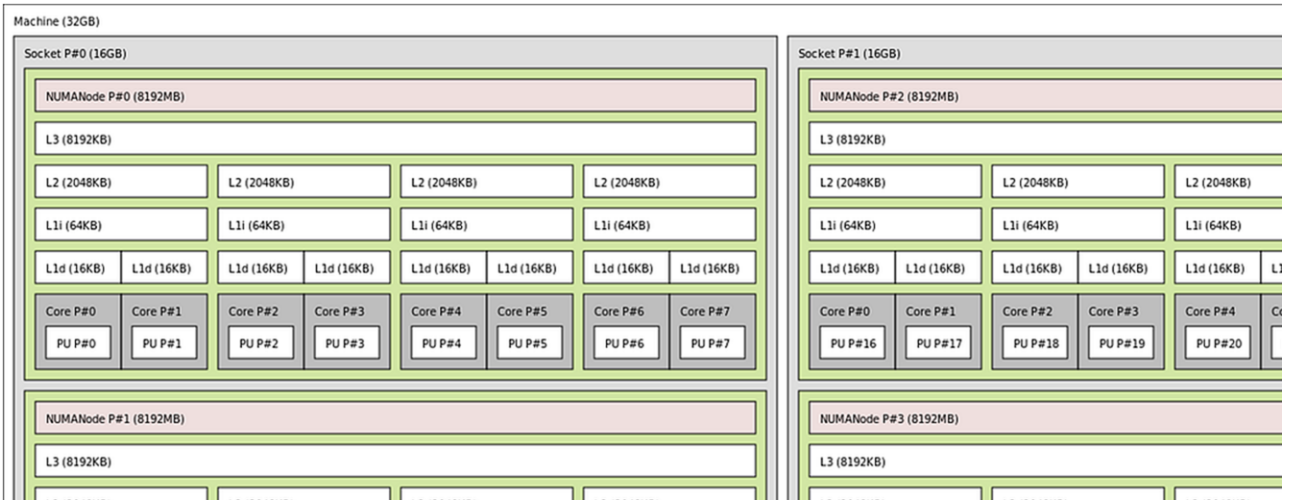 Machine (32GB)
Socket P#0 (16GB)
NUMANode P#0 (8192MB)
L3 (8192KB)
L2 (2048KB) L2 (2048KB) L2 (2048KB) L2 (2048KB)
L1i (64KB) L1i (64KB) L1i (64KB) L1i (64KB)
L1d (16KB) L1d (16KB) L1d (16KB) L1d (16KB) L1d (16KB) L1d (16KB) L1d (16KB) L1d (16KB)
Core P#0 Core P#1 Core P#2 Core P#3 Core P#4 Core P#5 Core P#6 Core P#7
PU P#0 PU P#1 PU P#2 PU P#3 PU P#4 PU P#5 PU P#6 PU P#7
NUMANode P#1 (8192MB)
L3 (8192KB)
Socket P#1 (16GB)
NUMANode P#2 (8192MB)
L3 (8192KB)
L2 (2048KB) L2 (2048KB) L2 (2048KB)
L1i (64KB) L1i (64KB) L1i (64KB)
L1d (16KB) L1d (16KB) L1d (16KB) L1d (16KB) L1d (16KB)
Core P#0 Core P#1 Core P#2 Core P#3 Core P#4
PU P#16 PU P#17 PU P#18 PU P#19 PU P#20
NUMANode P#3 (8192MB)
L3 (8192KB)